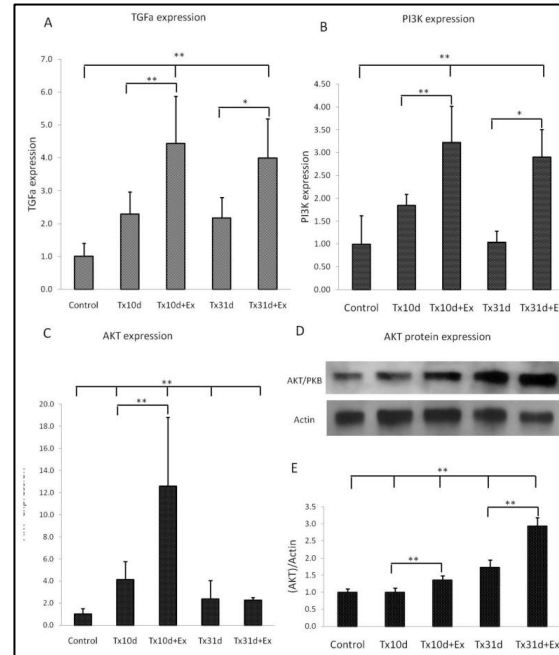 A
TGFa expression
**
**
*
TGFa expression
7.0
6.0
5.0
4.0
3.0
2.0
1.0
0.0
Control Tx10d Tx10d+Ex Tx31d Tx31d+Ex
B
PI3K expression
**
**
*
PI3K expression
4.50
4.00
3.50
3.00
2.50
2.00
1.50
1.00
0.50
0.00
Control Tx10d Tx10d+Ex Tx31d Tx31d+Ex
C
AKT expression
**
**
20.0
18.0
16.0
14.0
12.0
10.0
8.0
6.0
4.0
2.0
0.0
Control Tx10d Tx10d+Ex Tx31d Tx31d+Ex
D
AKT protein expression
AKT/PKB
Actin
E
**
**
**
(AKT)/Actin
3.5
3.0
2.5
2.0
1.5
1.0
0.5
0.0
Control Tx10d Tx10d+Ex Tx31d Tx31d+Ex